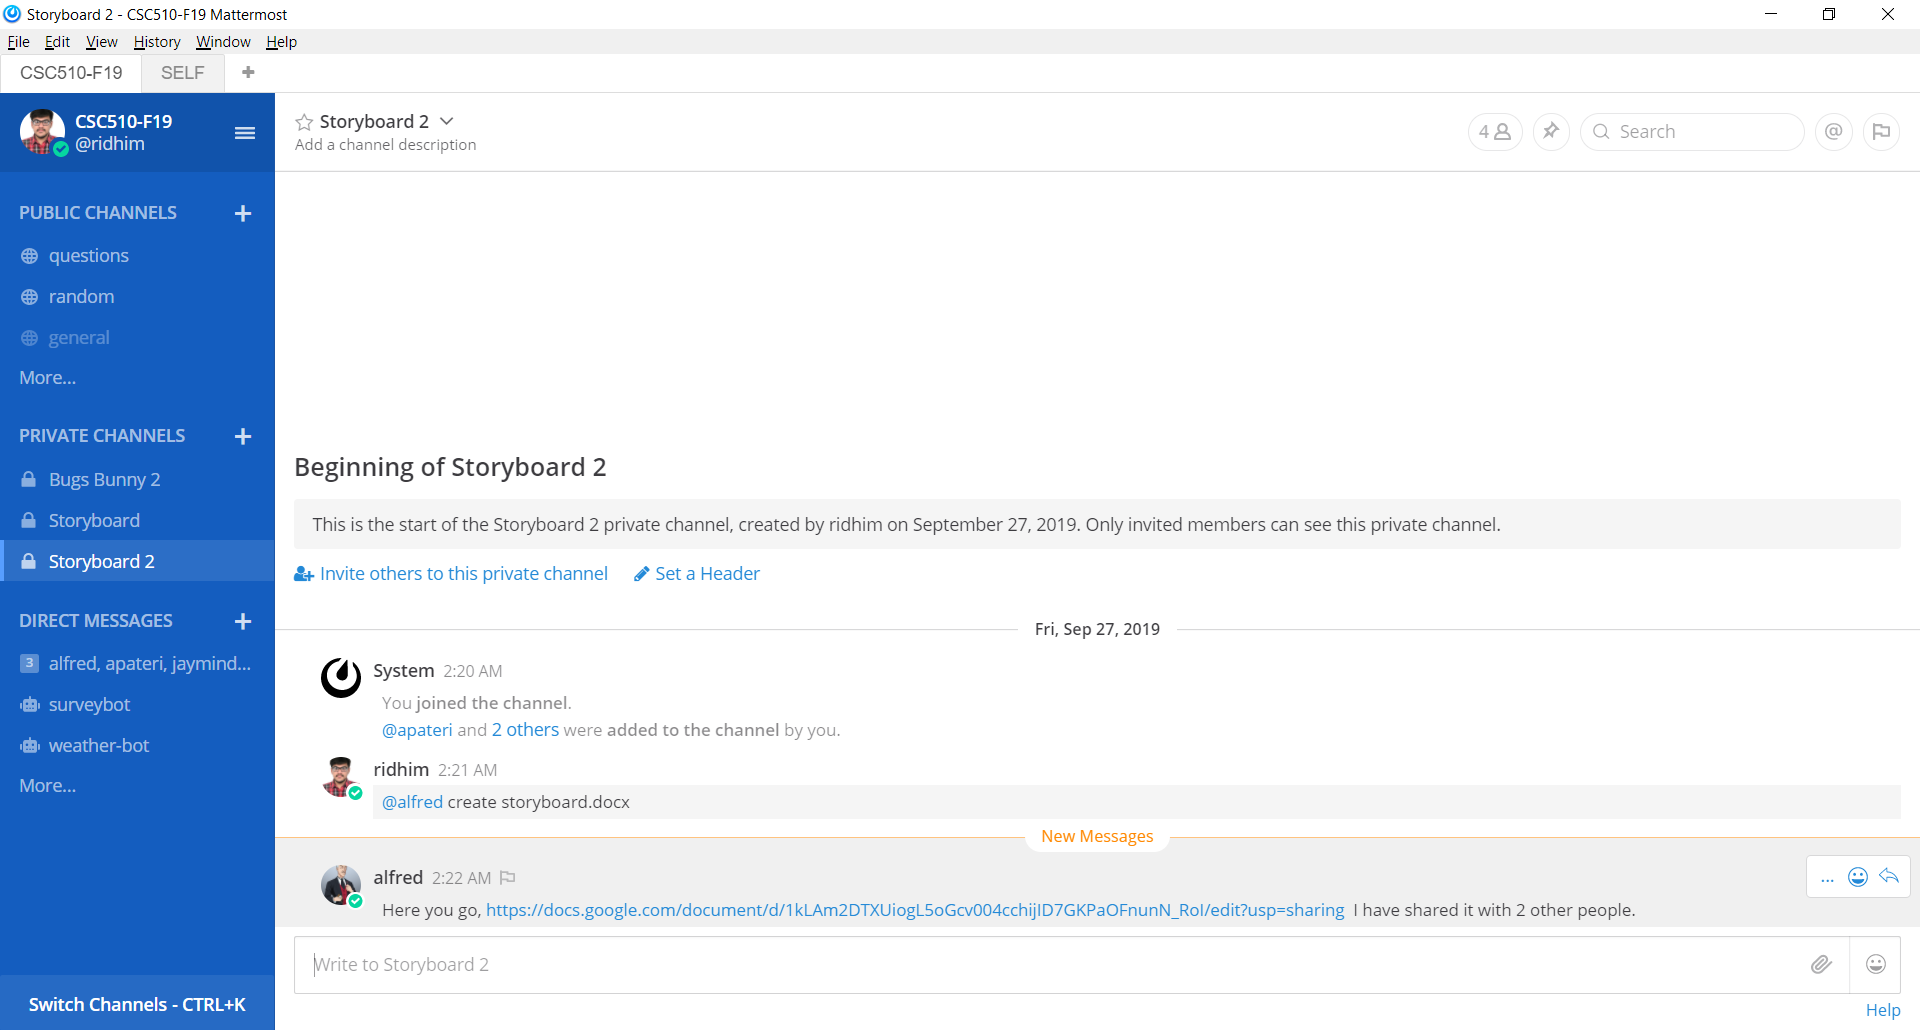 Storyboard 2 - CSC510-F19 Mattermost
File Edit View History Window Help
CSC510-F19 SELF +
CSC510-F19
@ridhim
PUBLIC CHANNELS +
questions
random
general
More...
PRIVATE CHANNELS +
Bugs Bunny 2
Storyboard
Storyboard 2
DIRECT MESSAGES +
3 alfred, apateri, jaymind...
surveybot
weather-bot
More...
Switch Channels - CTRL+K
Storyboard 2
Add a channel description
4
Search
@
Beginning of Storyboard 2
This is the start of the Storyboard 2 private channel, created by ridhim on September 27, 2019. Only invited members can see this private channel.
Invite others to this private channel Set a Header
Fri, Sep 27, 2019
System 2:20 AM
You joined the channel.
@apateri and 2 others were added to the channel by you.
ridhim 2:21 AM
@alfred create storyboard.docx
New Messages
alfred 2:22 AM
...
Here you go, https://docs.google.com/document/d/1kLAm2DTXUiogL5oGcv004cchijID7GKPaOFnunN_RoI/edit?usp=sharing I have shared it with 2 other people.
Write to Storyboard 2
Help